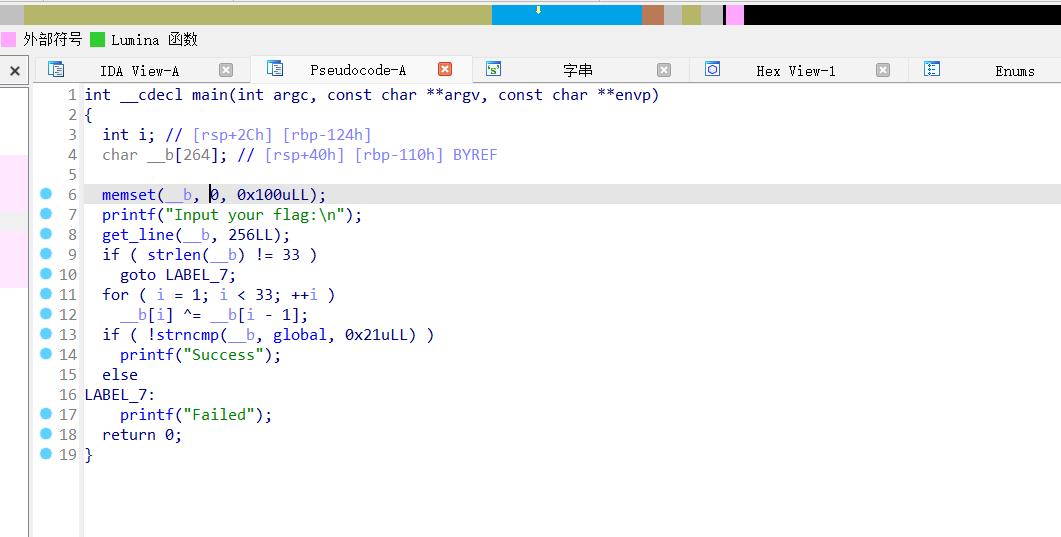 外部符号 Lumina 函数
IDA View-A Pseudocode-A 's' 字串 Hex View-1 Enums
1 int __cdecl main(int argc, const char **argv, const char **envp)
2 {
3 int i; // [rsp+2Ch] [rbp-124h]
4 char __b[264]; // [rsp+40h] [rbp-110h] BYREF
5
6 memset(__b, 0, 0x100uLL);
7 printf("Input your flag:\n");
8 get_line(__b, 256LL);
9 if ( strlen(__b) != 33 )
10 goto LABEL_7;
11 for ( i = 1; i < 33; ++i )
12 __b[i] ^= __b[i - 1];
13 if ( !strncmp(__b, global, 0x21uLL) )
14 printf("Success");
15 else
16 LABEL_7:
17 printf("Failed");
18 return 0;
19 }